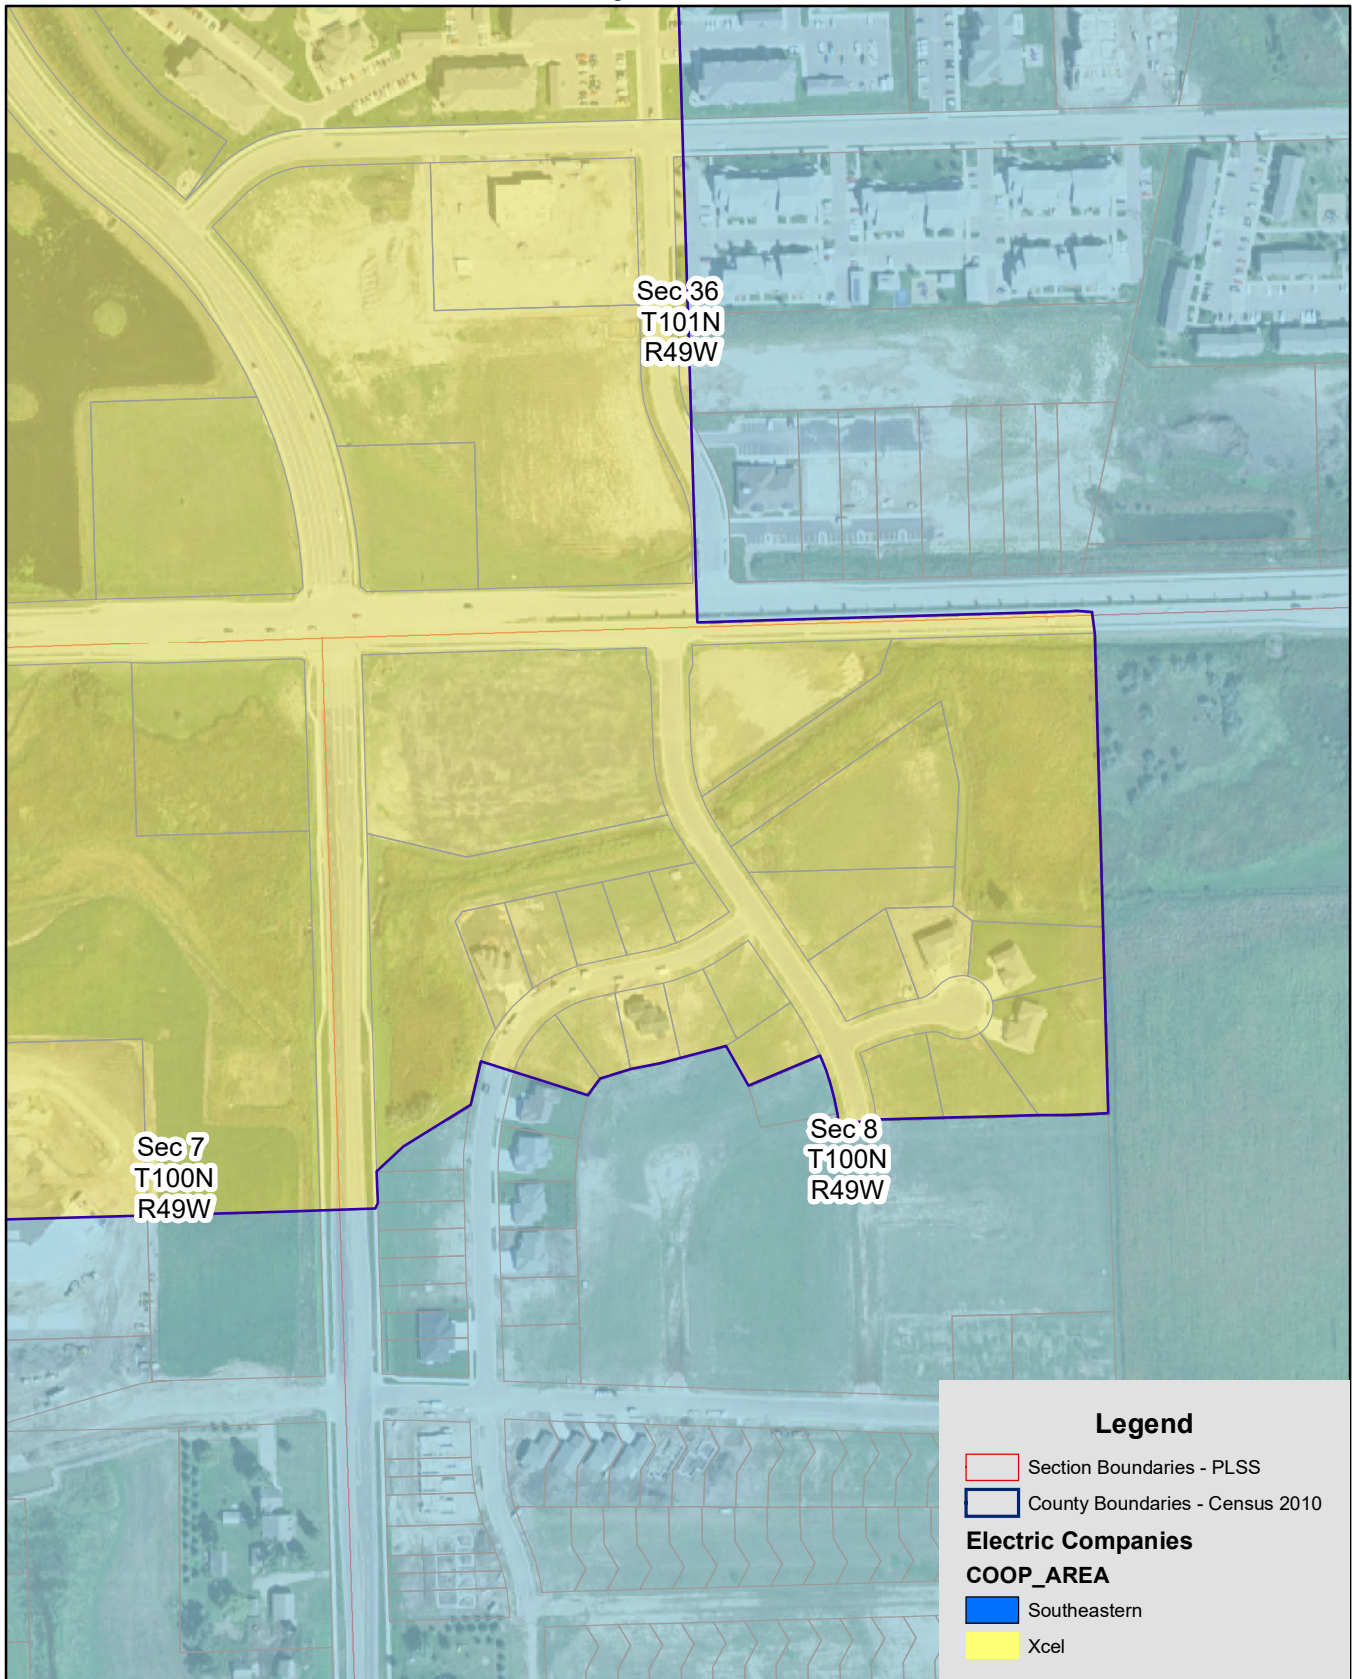 Sec 36
T101N
R49W
Sec 7
T100N
R49W
Sec 8
T100N
R49W
Legend
Section Boundaries - PLSS
County Boundaries - Census 2010
Electric Companies
COOP_AREA
Southeastern
Xcel